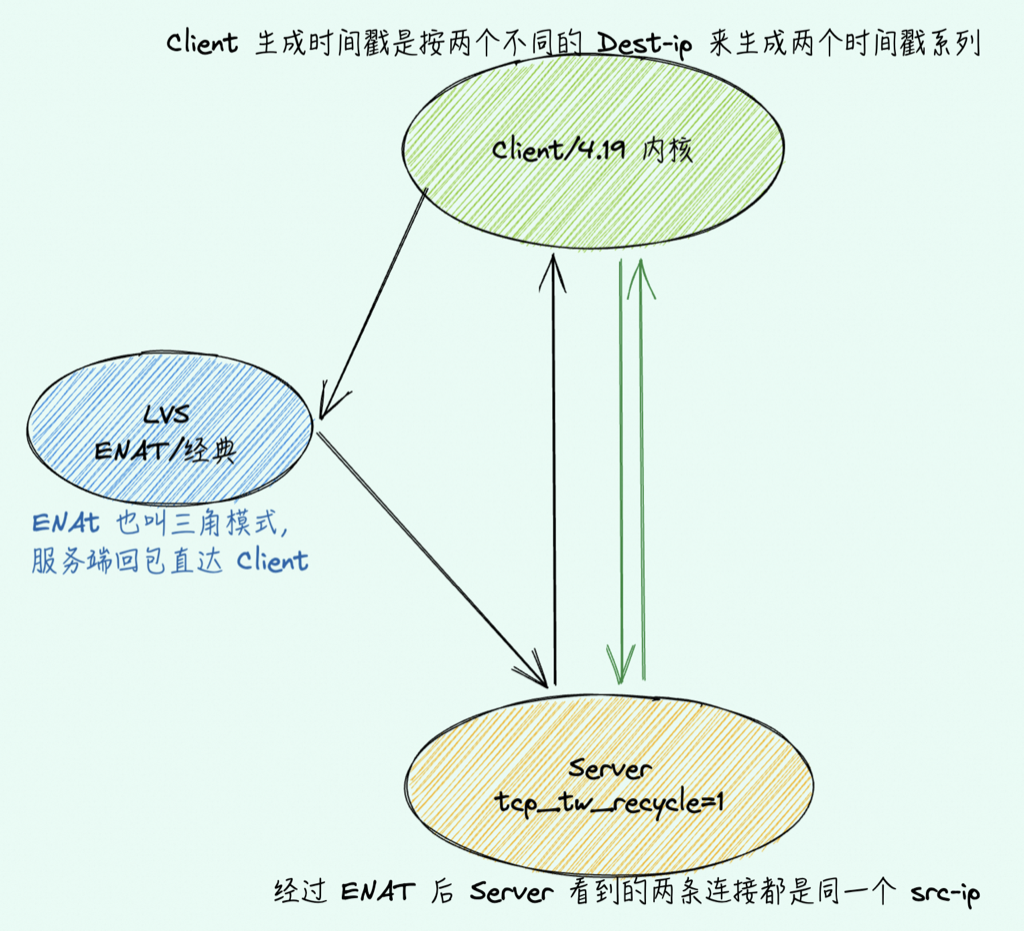 Client 生成时间戳是按两个不同的 Dest-ip 来生成两个时间戳系列
Client/4.19 内核
LVS
ENAT/经典
ENAt 也叫三角模式,
服务端回包直达 Client
Server
tcp_tw_recycle=1
经过 ENAT 后 Server 看到的两条连接都是同一个 src-ip